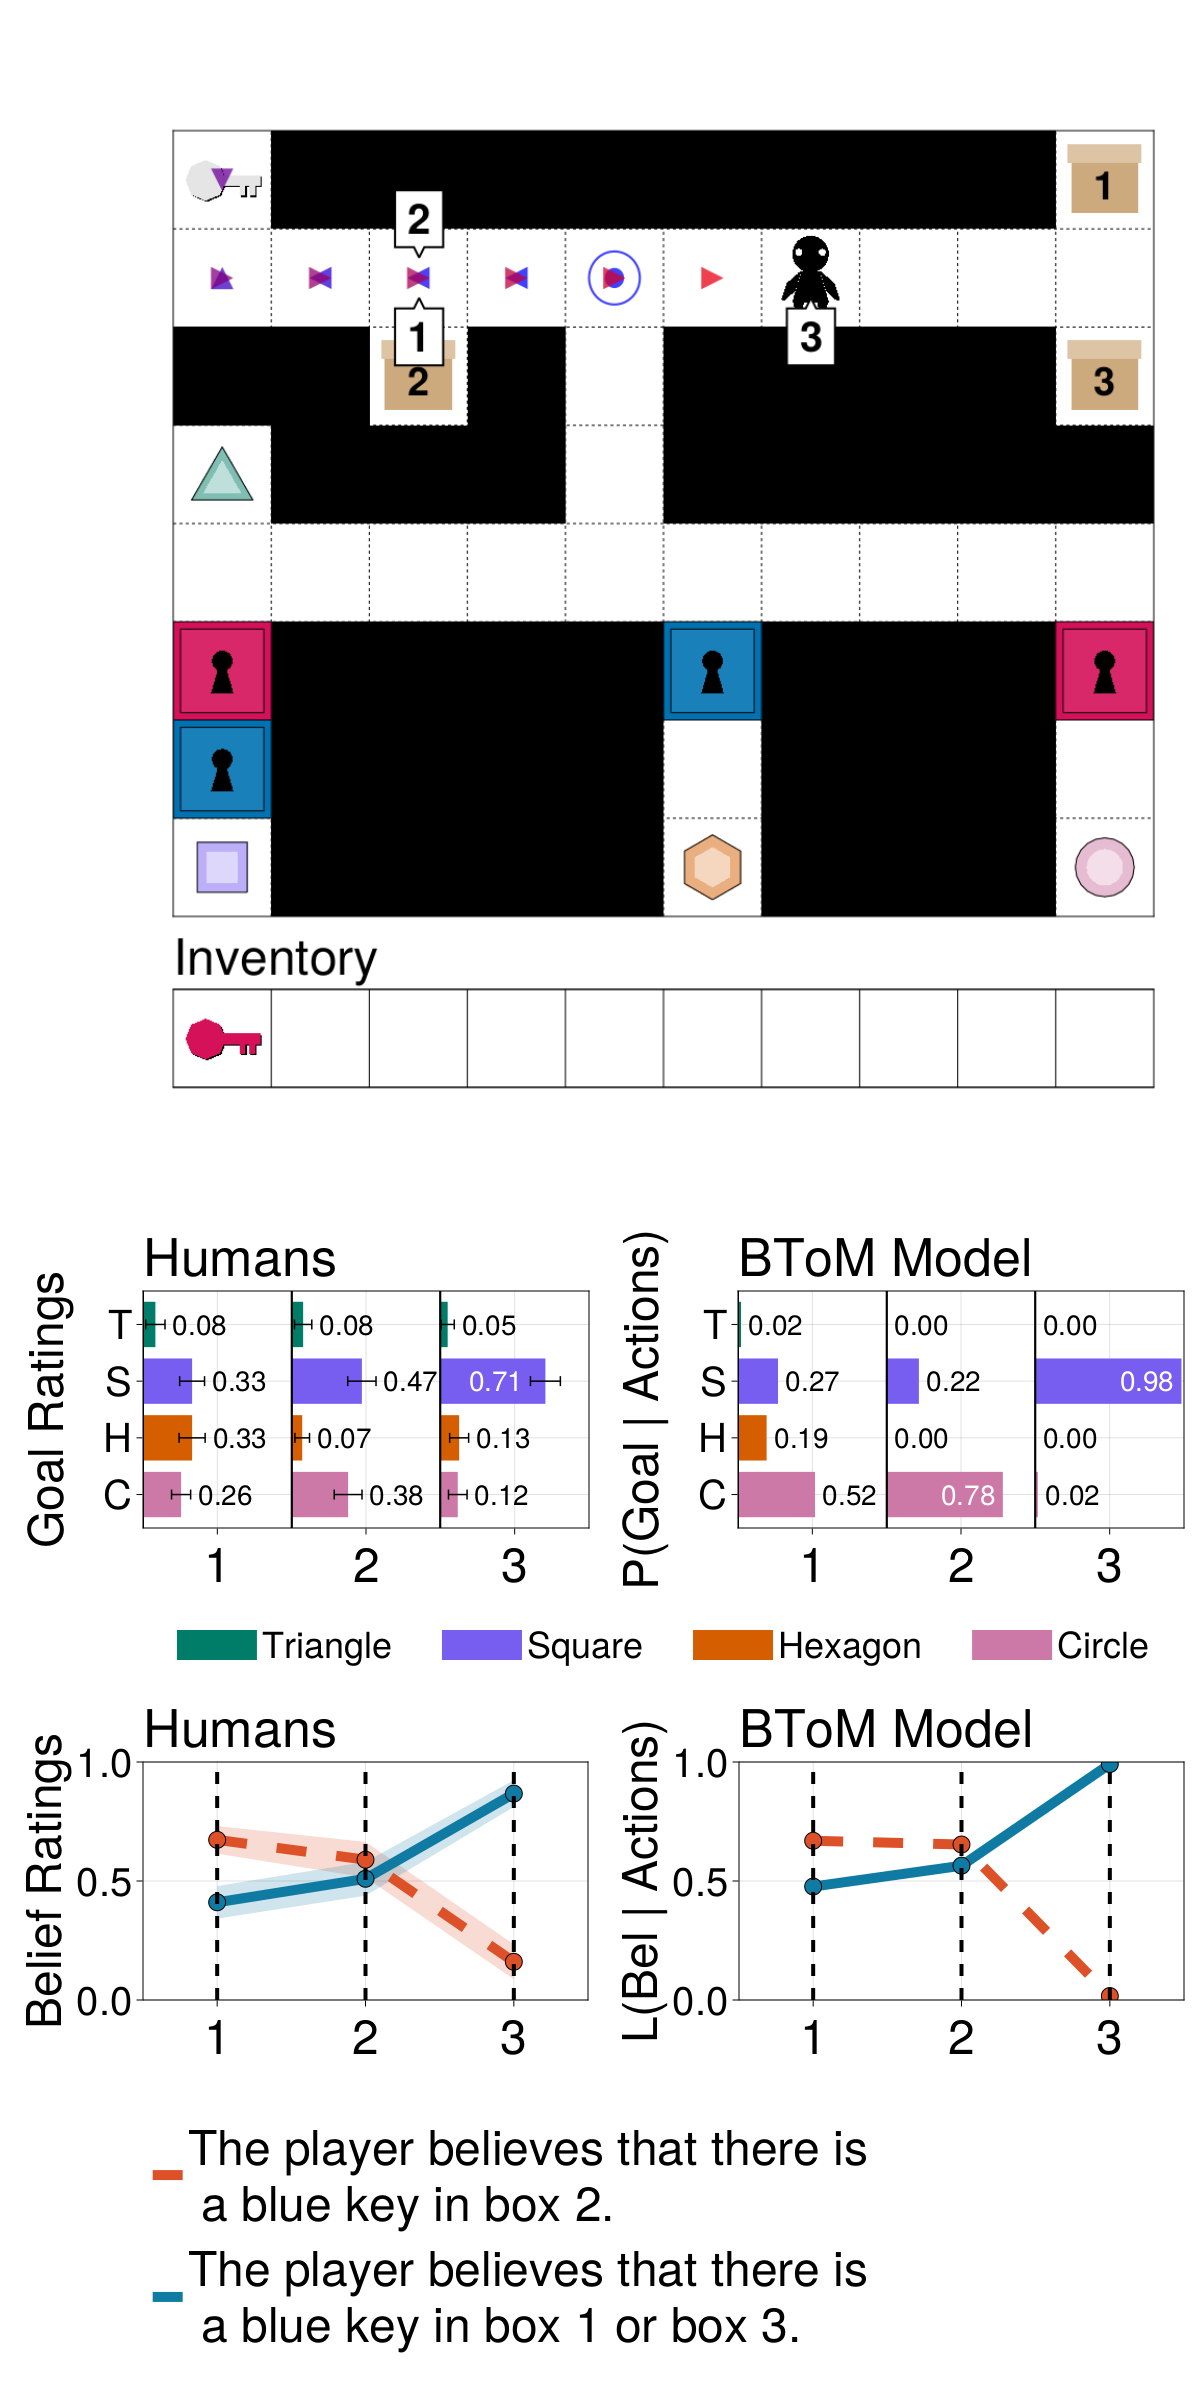 1
2
1
2
3
3
Inventory
Humans
BToM Model
Goal Ratings
T 0.08 0.08 0.05
S 0.33 0.47 0.71
H 0.33 0.07 0.13
C 0.26 0.38 0.12
1 2 3
P(Goal | Actions)
T 0.02 0.00 0.00
S 0.27 0.22 0.98
H 0.19 0.00 0.00
C 0.52 0.78 0.02
1 2 3
Triangle Square Hexagon Circle
Humans
BToM Model
Belief Ratings
1.0
0.5
0.0
1 2 3
L(Bel | Actions)
1.0
0.5
0.0
1 2 3
The player believes that there is
a blue key in box 2.
The player believes that there is
a blue key in box 1 or box 3.